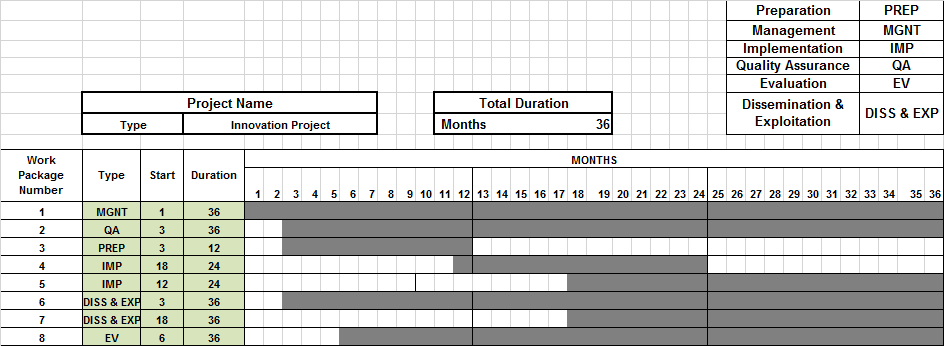 Preparation PREP
Management MGNT
Implementation IMP
Quality Assurance QA
Evaluation EV
Dissemination & Exploitation DISS & EXP
Project Name
Type Innovation Project
Total Duration
Months 36
Work Package Number Type Start Duration MONTHS
1 2 3 4 5 6 7 8 9 10 11 12 13 14 15 16 17 18 19 20 21 22 23 24 25 26 27 28 29 30 31 32 33 34 35 36
1 MGNT 1 36
2 QA 3 36
3 PREP 3 12
4 IMP 18 24
5 IMP 12 24
6 DISS & EXP 3 36
7 DISS & EXP 18 36
8 EV 6 36